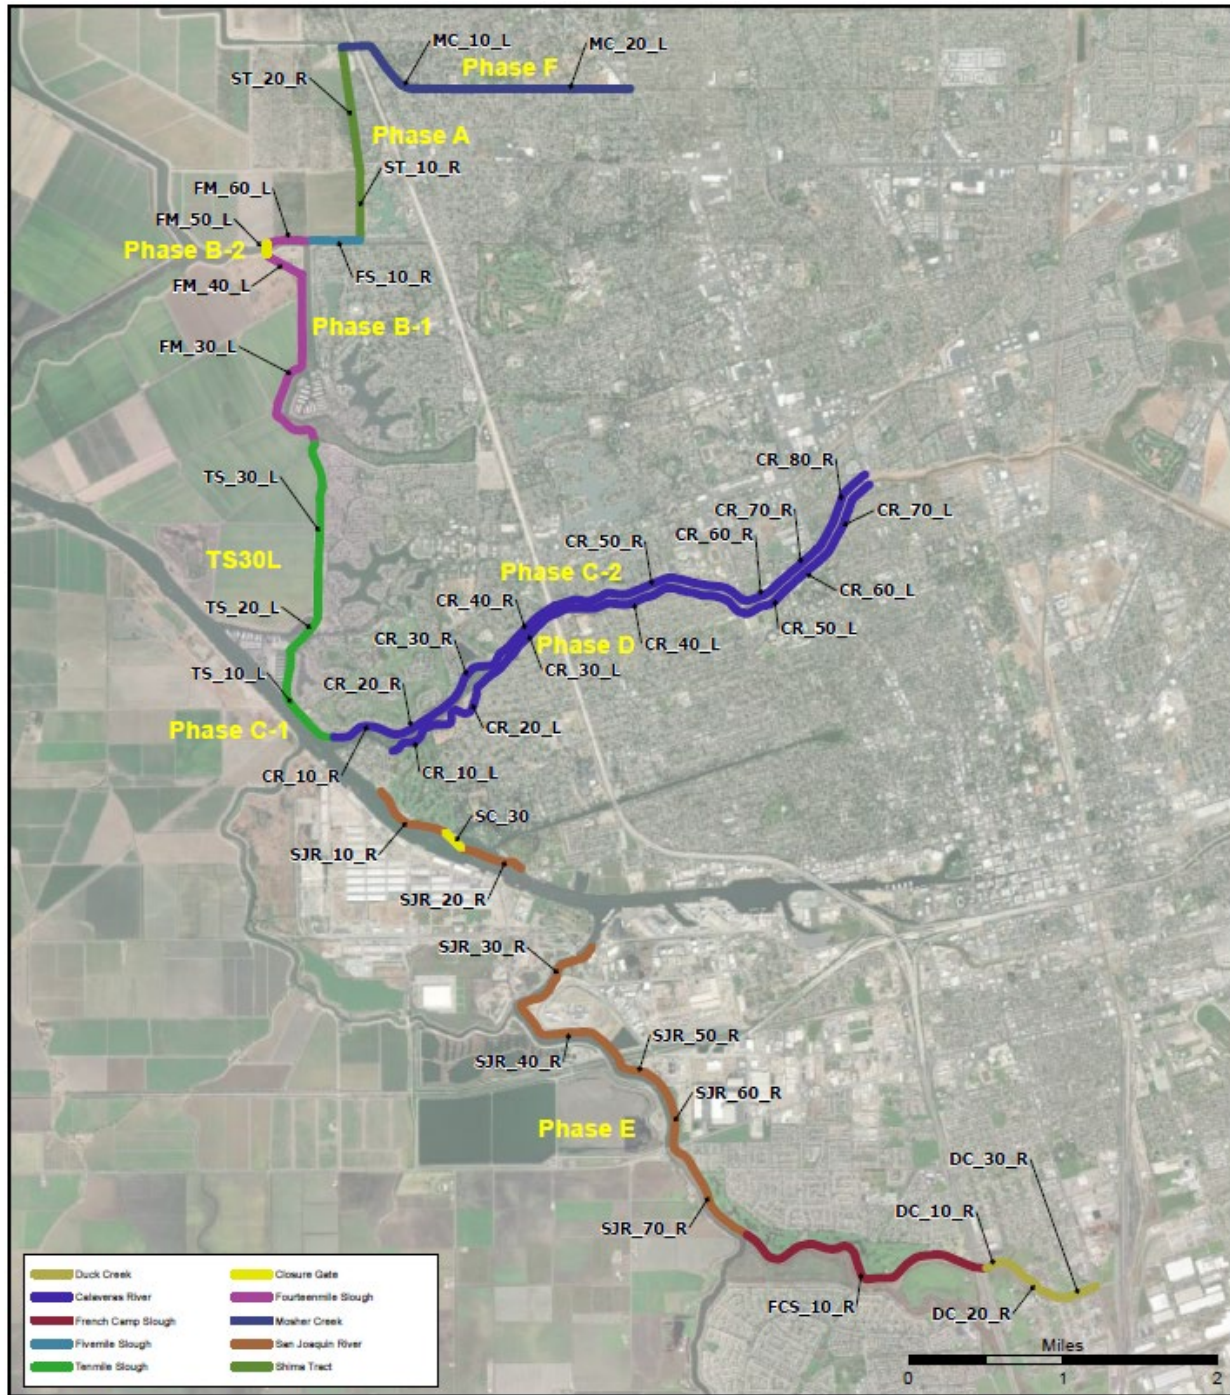 MC_10_L
MC_20_L
Phase F
ST_20_R
Phase A
ST_10_R
FM_60_L
FM_50_L
Phase B-2
FS_10_R
FM_40_L
Phase B-1
FM_30_L
CR_80_R
TS_30_L
CR_70_R
CR_70_L
CR_60_R
CR_50_R
TS30L
Phase C-2
CR_60_L
TS_20_L
CR_40_R
CR_50_L
CR_30_R
Phase D
CR_40_L
CR_30_L
TS_10_L
CR_20_R
Phase C-1
CR_20_L
CR_10_R
CR_10_L
SC_30
SJR_10_R
SJR_20_R
SJR_30_R
SJR_50_R
SJR_40_R
SJR_60_R
Phase E
DC_30_R
DC_10_R
SJR_70_R
FCS_10_R
DC_20_R
Duck Creek
Closure Gate
Calaveras River
Fourteenmile Slough
French Camp Slough
Mosher Creek
Fivemile Slough
San Joaquin River
Tenmile Slough
Shima Tract
Miles
0 1 2